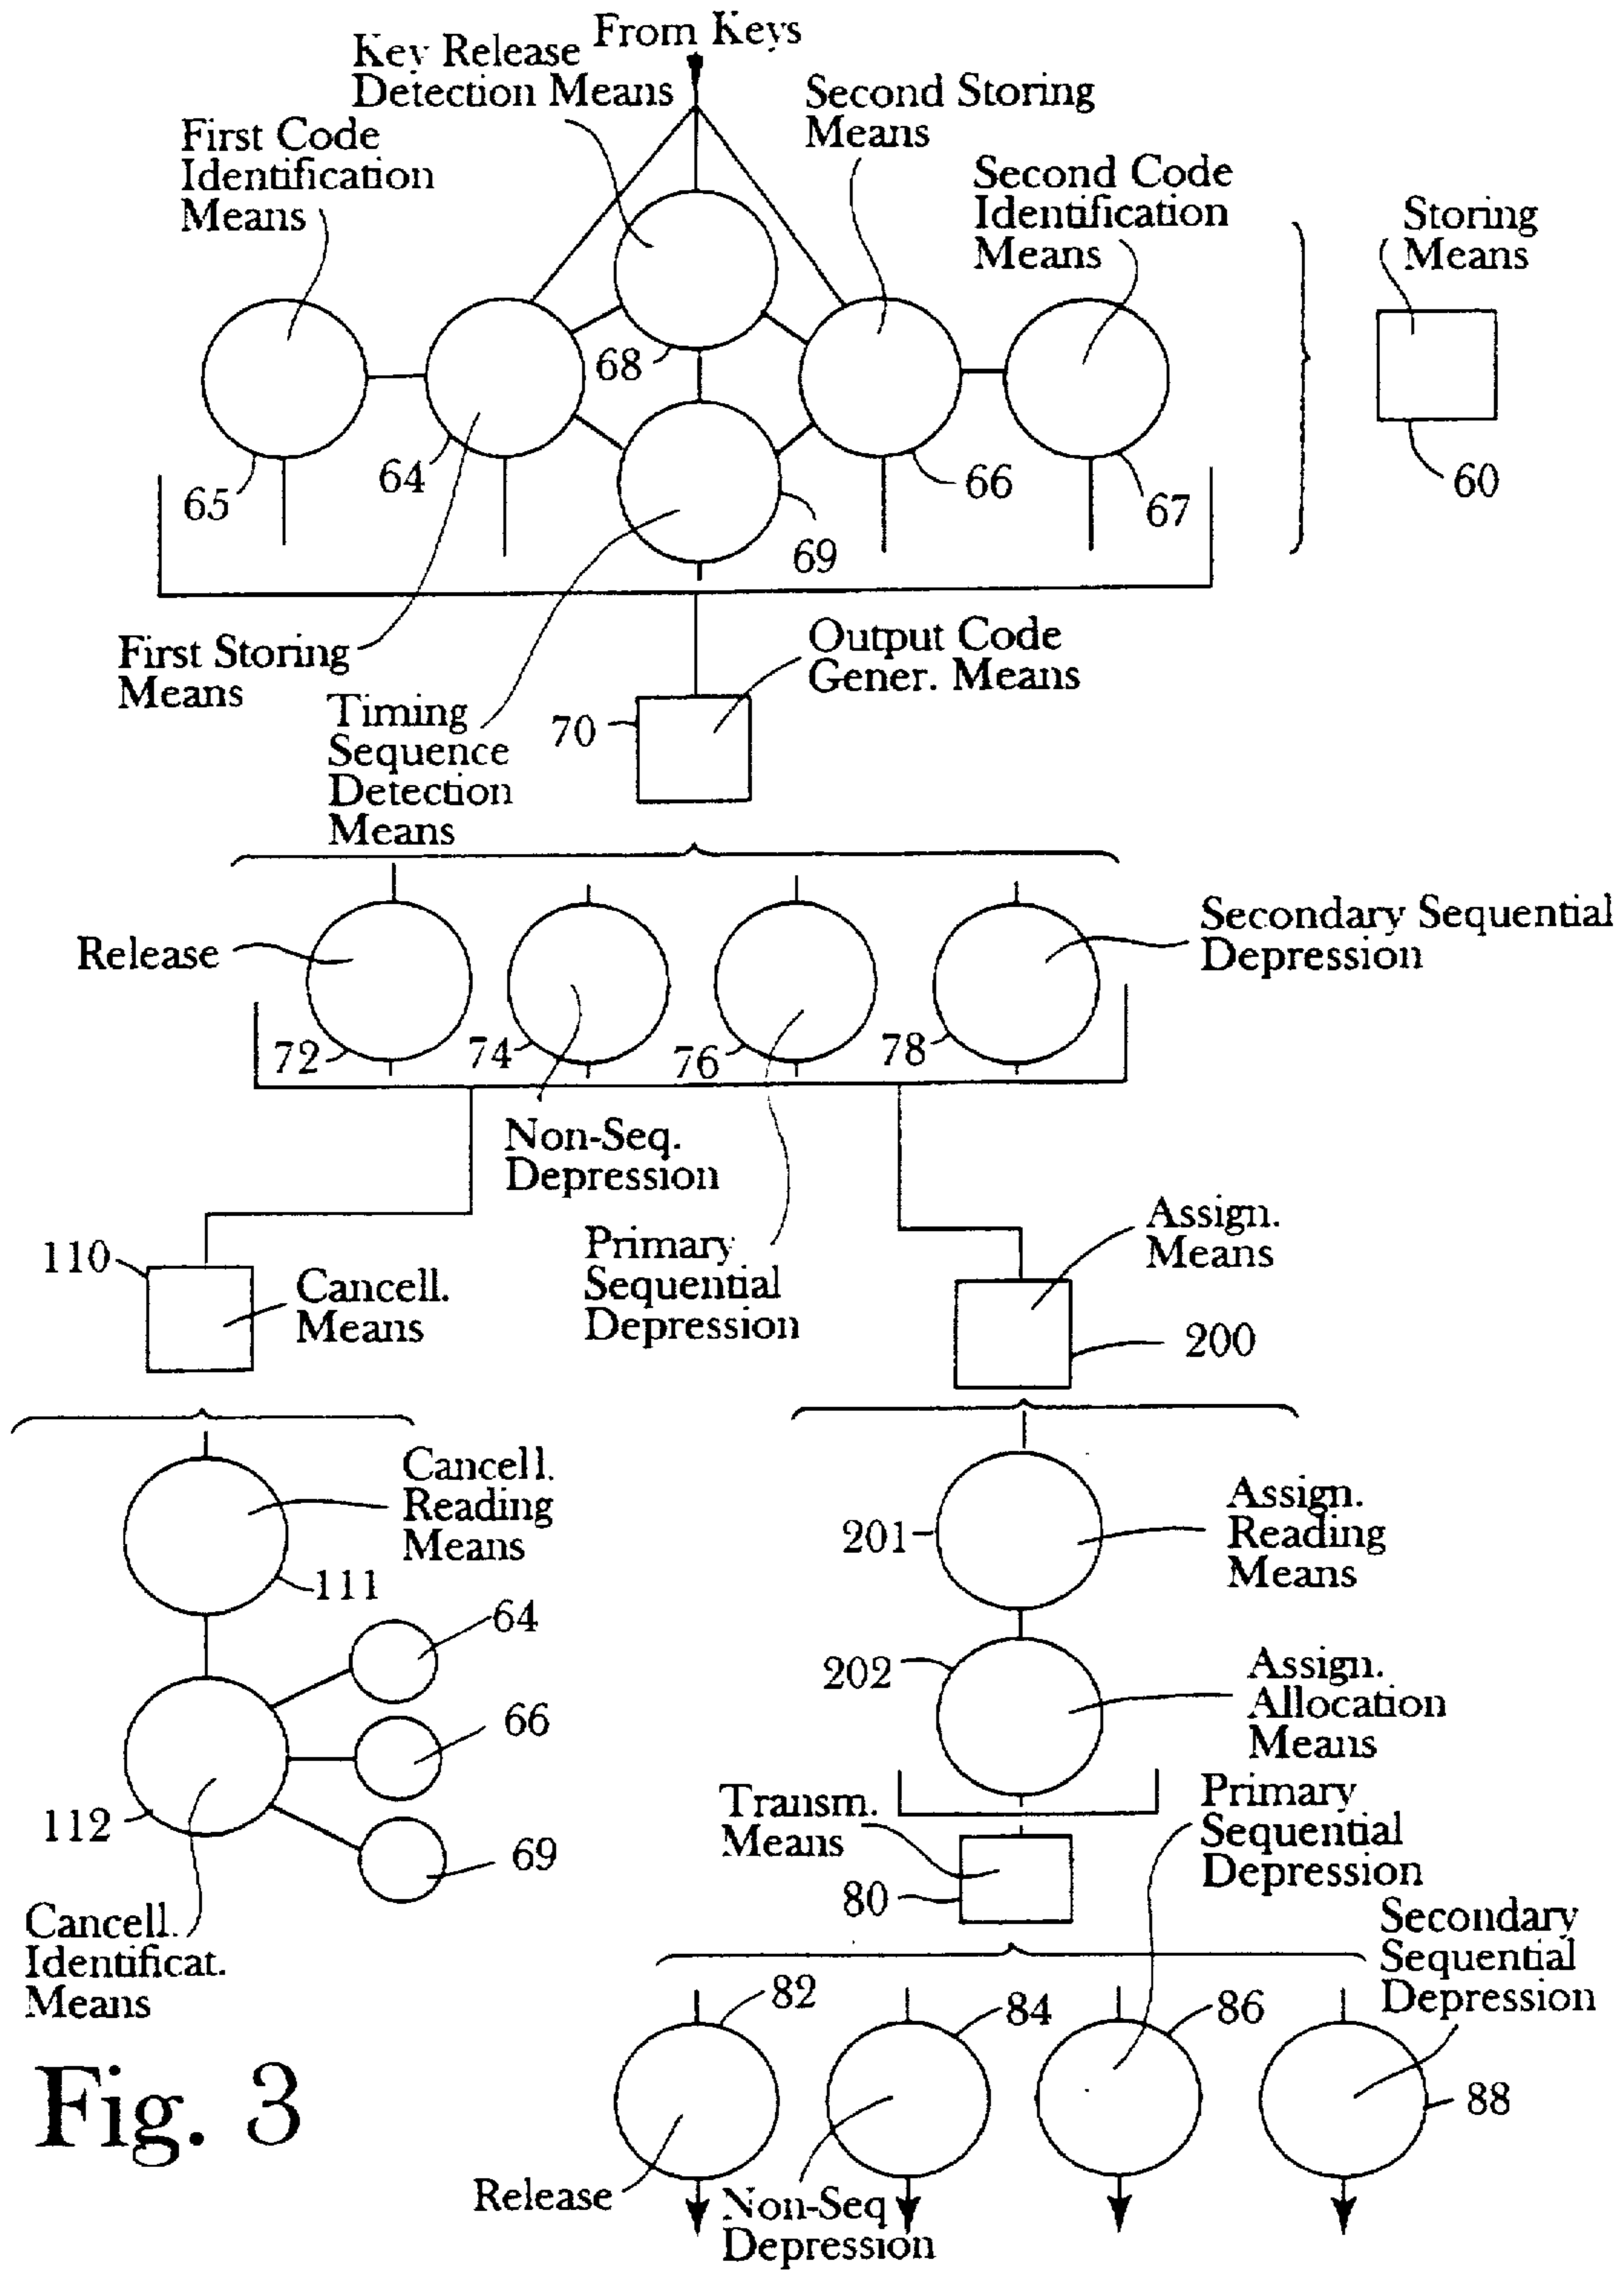 From Keys
Key Release
Detection Means
Second Storing
Means
First Code
Identification
Means
Second Code
Identification
Means
Storing
Means
68
64
65
66
67
69
60
First Storing
Means
Timing
Sequence
Detection
Means
Output Code
Gener. Means
70
Release
Secondary Sequential
Depression
72
74
76
78
Non-Seq.
Depression
Primary
Sequential
Depression
Assign.
Means
110
Cancell.
Means
200
Cancell.
Reading
Means
111
201
Assign.
Reading
Means
64
202
Assign.
Allocation
Means
66
112
69
Transm.
Means
80
Primary
Sequential
Depression
Cancell.
Identificat.
Means
Secondary
Sequential
Depression
82
84
86
88
Fig. 3
Release
Non-Seq
Depression